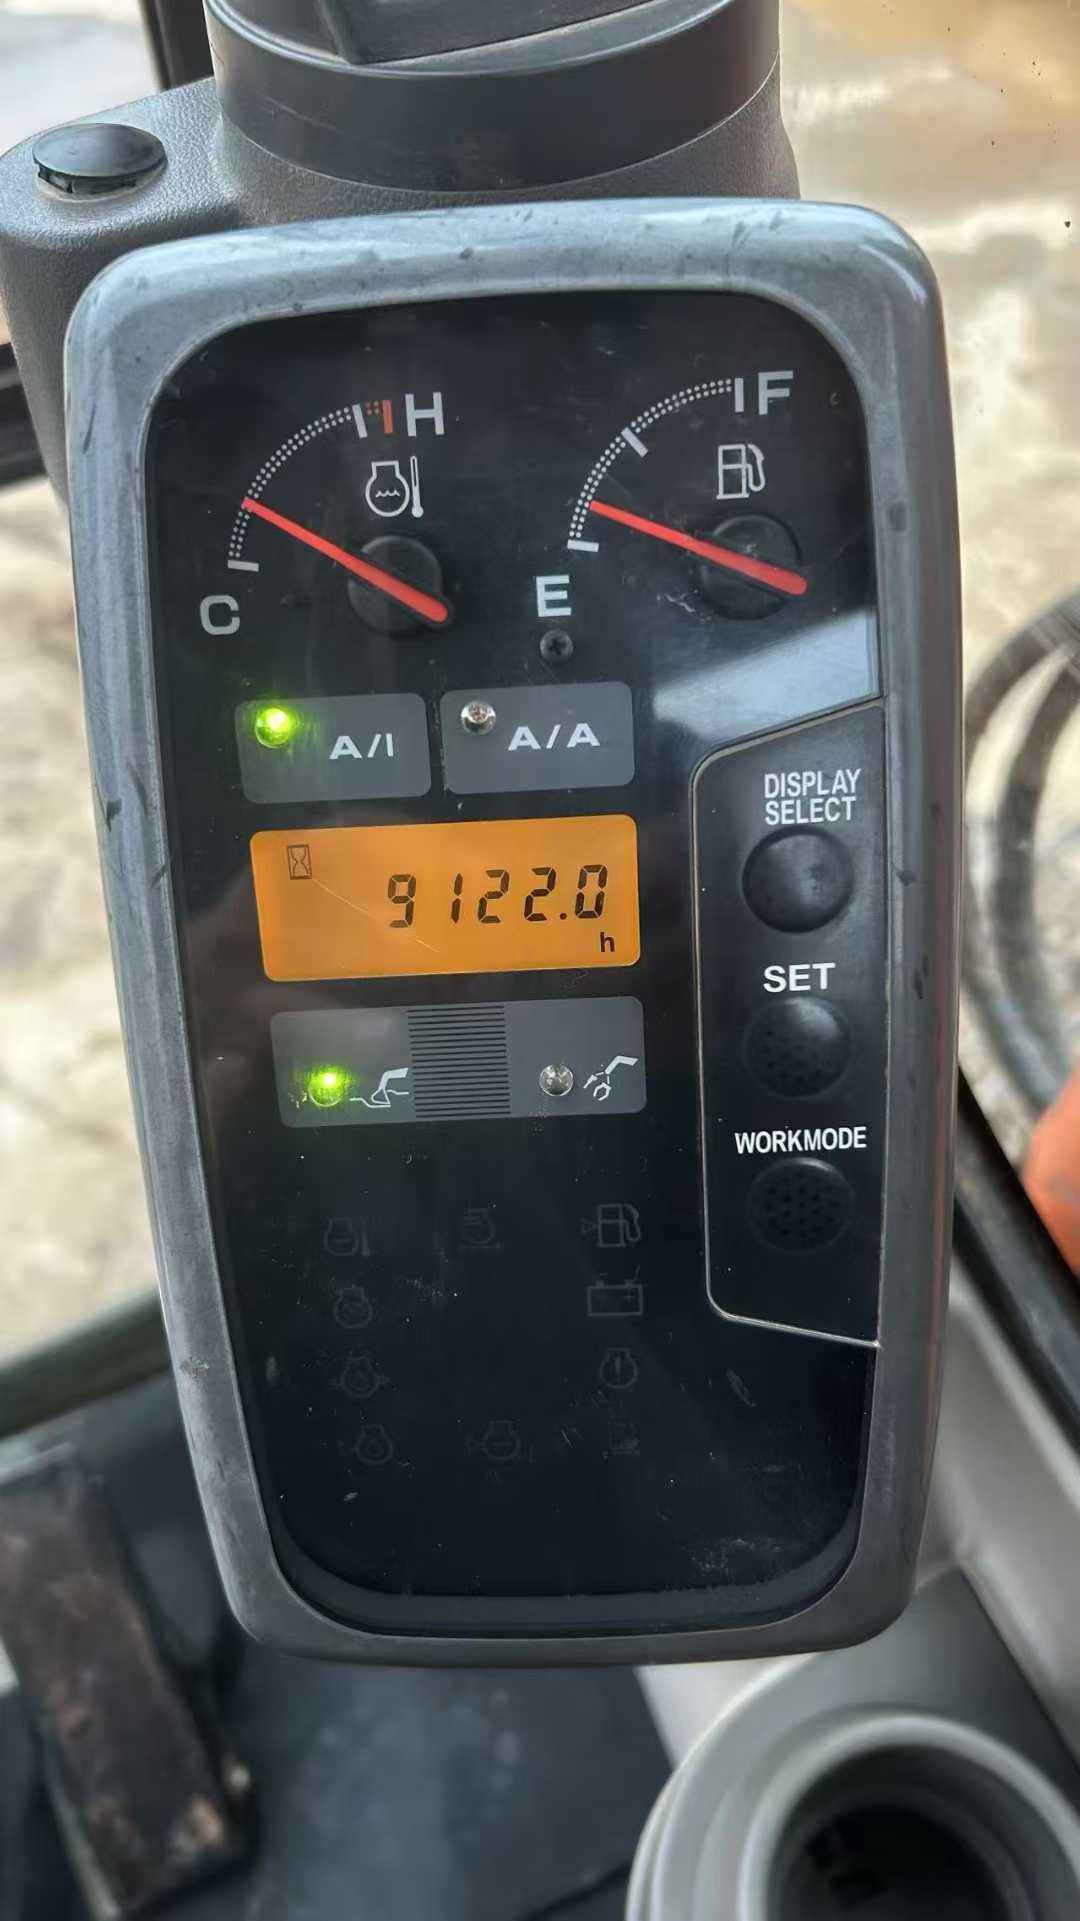 H
F
C
E
A/I
A/A
DISPLAY
SELECT
9122.0
h
SET
WORKMODE